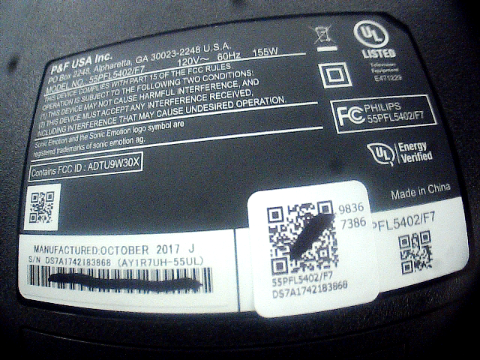 P&F USA Inc.
PO Box 2248, Alpharetta, GA 30023-2248 U.S.A.
MODEL NO. 55PFL5402/F7 120V~ 60Hz 155W
THIS DEVICE COMPLIES WITH PART 15 OF THE FCC RULES.
OPERATION IS SUBJECT TO THE FOLLOWING TWO CONDITIONS:
(1) THIS DEVICE MAY NOT CAUSE HARMFUL INTERFERENCE, AND
(2) THIS DEVICE MUST ACCEPT ANY INTERFERENCE RECEIVED,
INCLUDING INTERFERENCE THAT MAY CAUSE UNDESIRED OPERATION.
Sonic Emotion and the Sonic Emotion logo symbol are
registered trademarks of sonic emotion ag.
Contains FCC ID : ADTU9W30X
UL
LISTED
E471229
FC PHILIPS
55PFL5402/F7
UL Energy
Verified
Made in China
MANUFACTURED:OCTOBER 2017 J
S/N DS7A1742183868 (AY1R7UH-55UL)
9836
7386
55PFL5402/F7
DS7A1742183868
PFL5402/F7